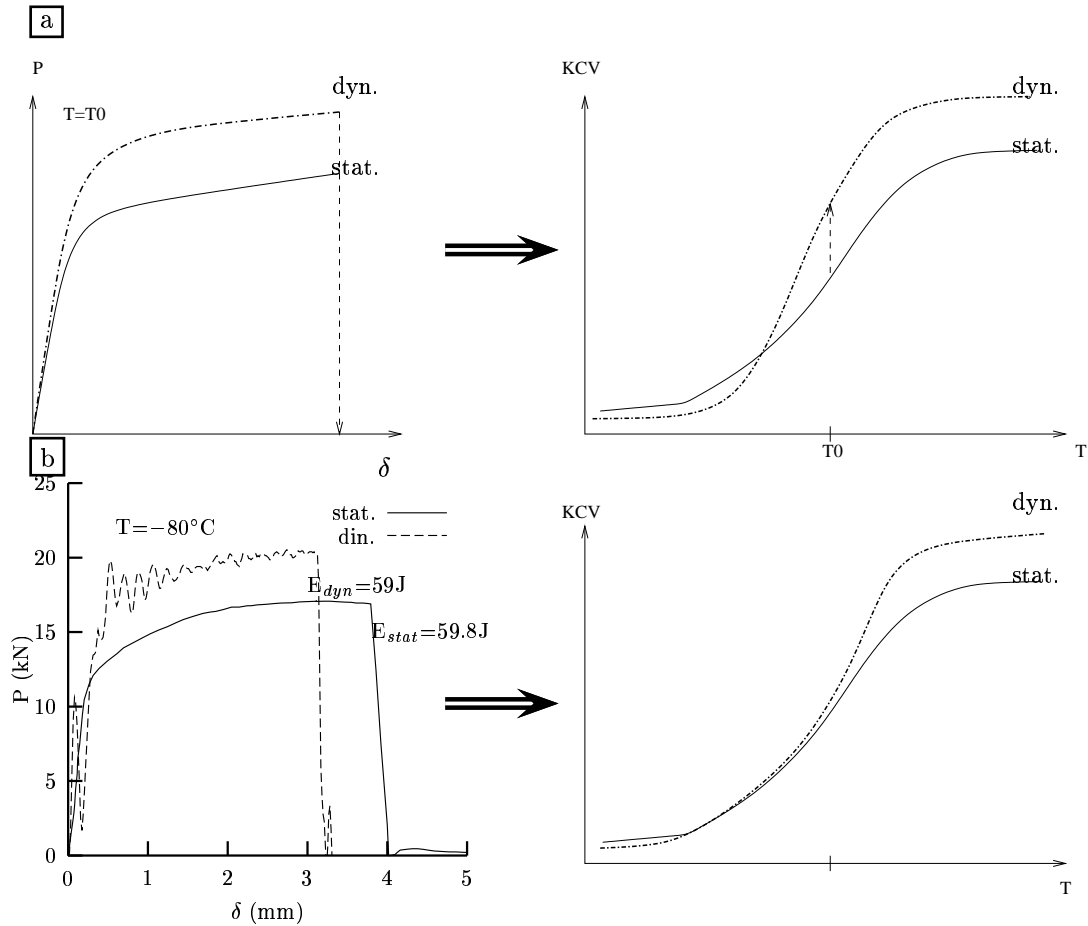 a
P
T=T0
dyn.
stat.
δ
KCV
dyn.
stat.
T0
T
b
25
20
15
10
5
0
P (kN)
T=−80°C
stat.
din.
E_dyn=59J
E_stat=59.8J
0 1 2 3 4 5
δ (mm)
KCV
dyn.
stat.
T